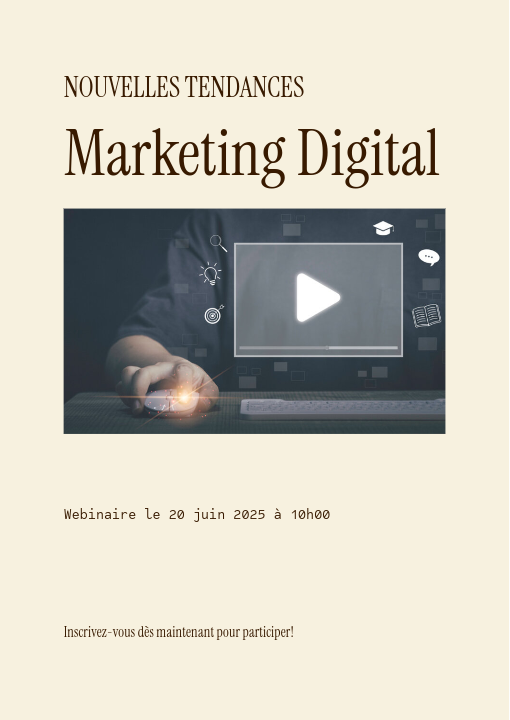 NOUVELLES TENDANCES
Marketing Digital
Webinaire le 20 juin 2025 à 10h00
Inscrivez-vous dès maintenant pour participer!